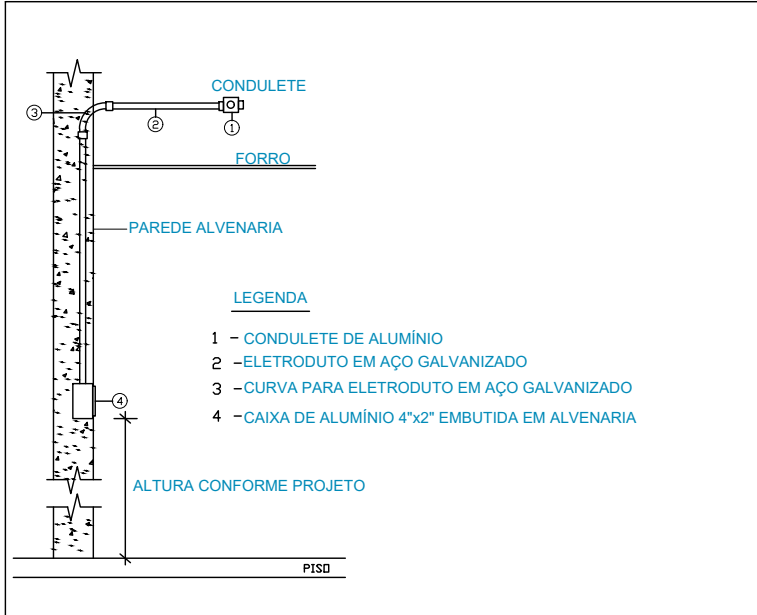 CONDULETE
3
2
1
FORRO
PAREDE ALVENARIA
LEGENDA
1 - CONDULETE DE ALUMÍNIO
2 - ELETRODUTO EM AÇO GALVANIZADO
3 - CURVA PARA ELETRODUTO EM AÇO GALVANIZADO
4 - CAIXA DE ALUMÍNIO 4"x2" EMBUTIDA EM ALVENARIA
4
ALTURA CONFORME PROJETO
PISO